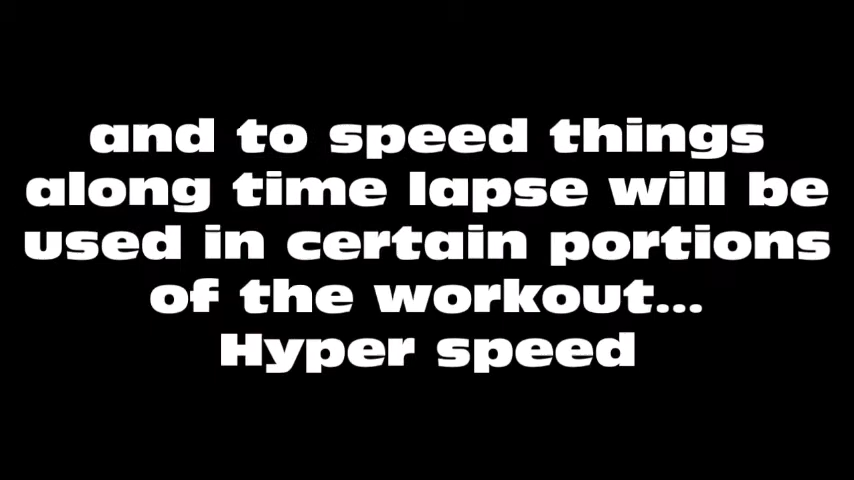 and to speed things
along time lapse will be
used in certain portions
of the workout...
Hyper speed